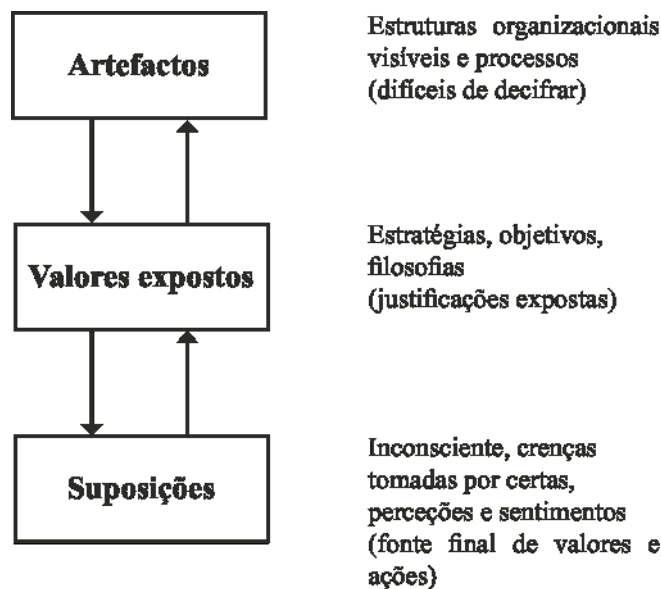 Artefactos
Estruturas organizacionais
visíveis e processos
(difíceis de decifrar)
Valores expostos
Estratégias, objetivos,
filosofias
(justificações expostas)
Suposições
Inconsciente, crenças
tomadas por certas,
perceções e sentimentos
(fonte final de valores e
ações)